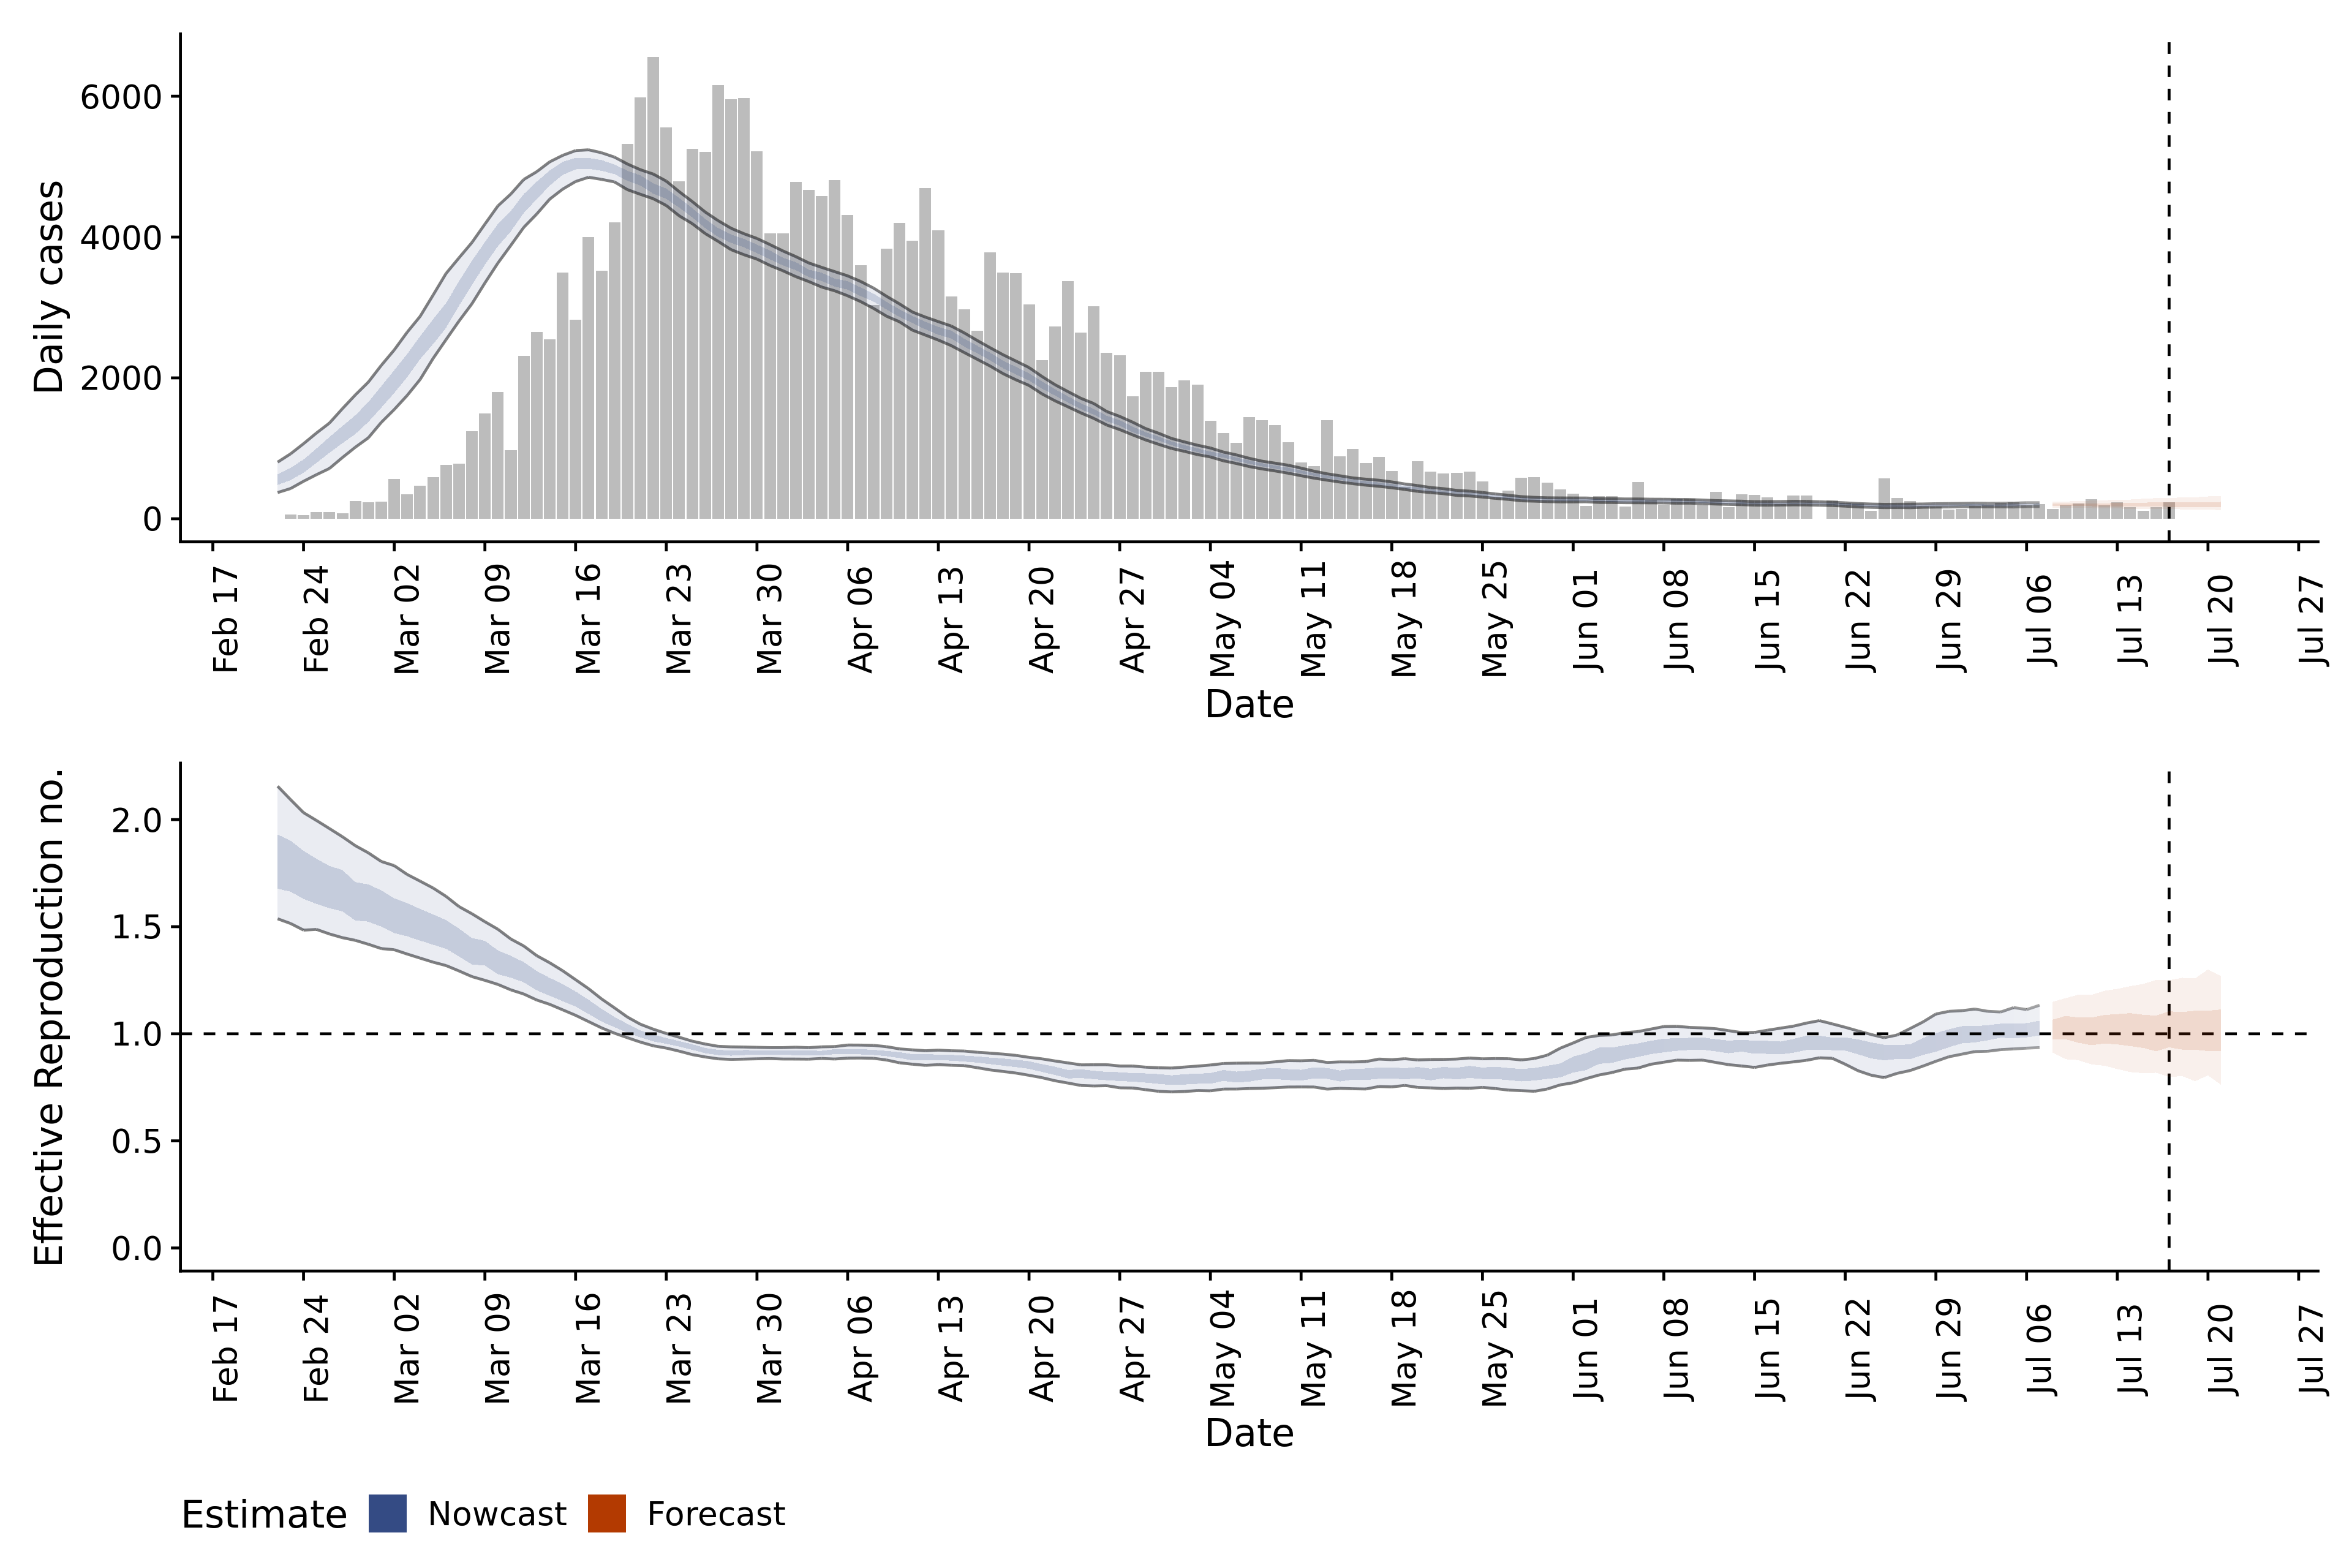 Daily cases
6000
4000
2000
0
Feb 17
Feb 24
Mar 02
Mar 09
Mar 16
Mar 23
Mar 30
Apr 06
Apr 13
Apr 20
Apr 27
May 04
May 11
May 18
May 25
Jun 01
Jun 08
Jun 15
Jun 22
Jun 29
Jul 06
Jul 13
Jul 20
Jul 27
Date
Effective Reproduction no.
2.0
1.5
1.0
0.5
0.0
Feb 17
Feb 24
Mar 02
Mar 09
Mar 16
Mar 23
Mar 30
Apr 06
Apr 13
Apr 20
Apr 27
May 04
May 11
May 18
May 25
Jun 01
Jun 08
Jun 15
Jun 22
Jun 29
Jul 06
Jul 13
Jul 20
Jul 27
Date
Estimate Nowcast Forecast